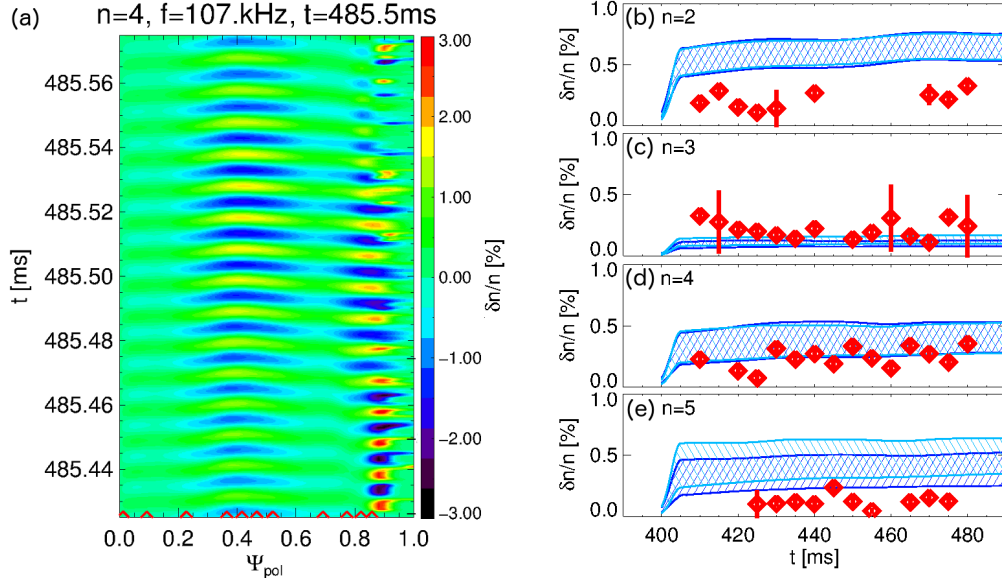 (a) n=4, f=107.kHz, t=485.5ms
485.56
485.54
485.52
485.50
485.48
485.46
485.44
t [ms]
0.0 0.2 0.4 0.6 0.8 1.0
Ψpol
3.00
2.00
1.00
0.00
−1.00
−2.00
−3.00
δn/n [%]
(b) n=2
1.0
0.5
0.0
δn/n [%]
(c) n=3
1.0
0.5
0.0
δn/n [%]
(d) n=4
1.0
0.5
0.0
δn/n [%]
(e) n=5
1.0
0.5
0.0
δn/n [%]
400 420 440 460 480
t [ms]